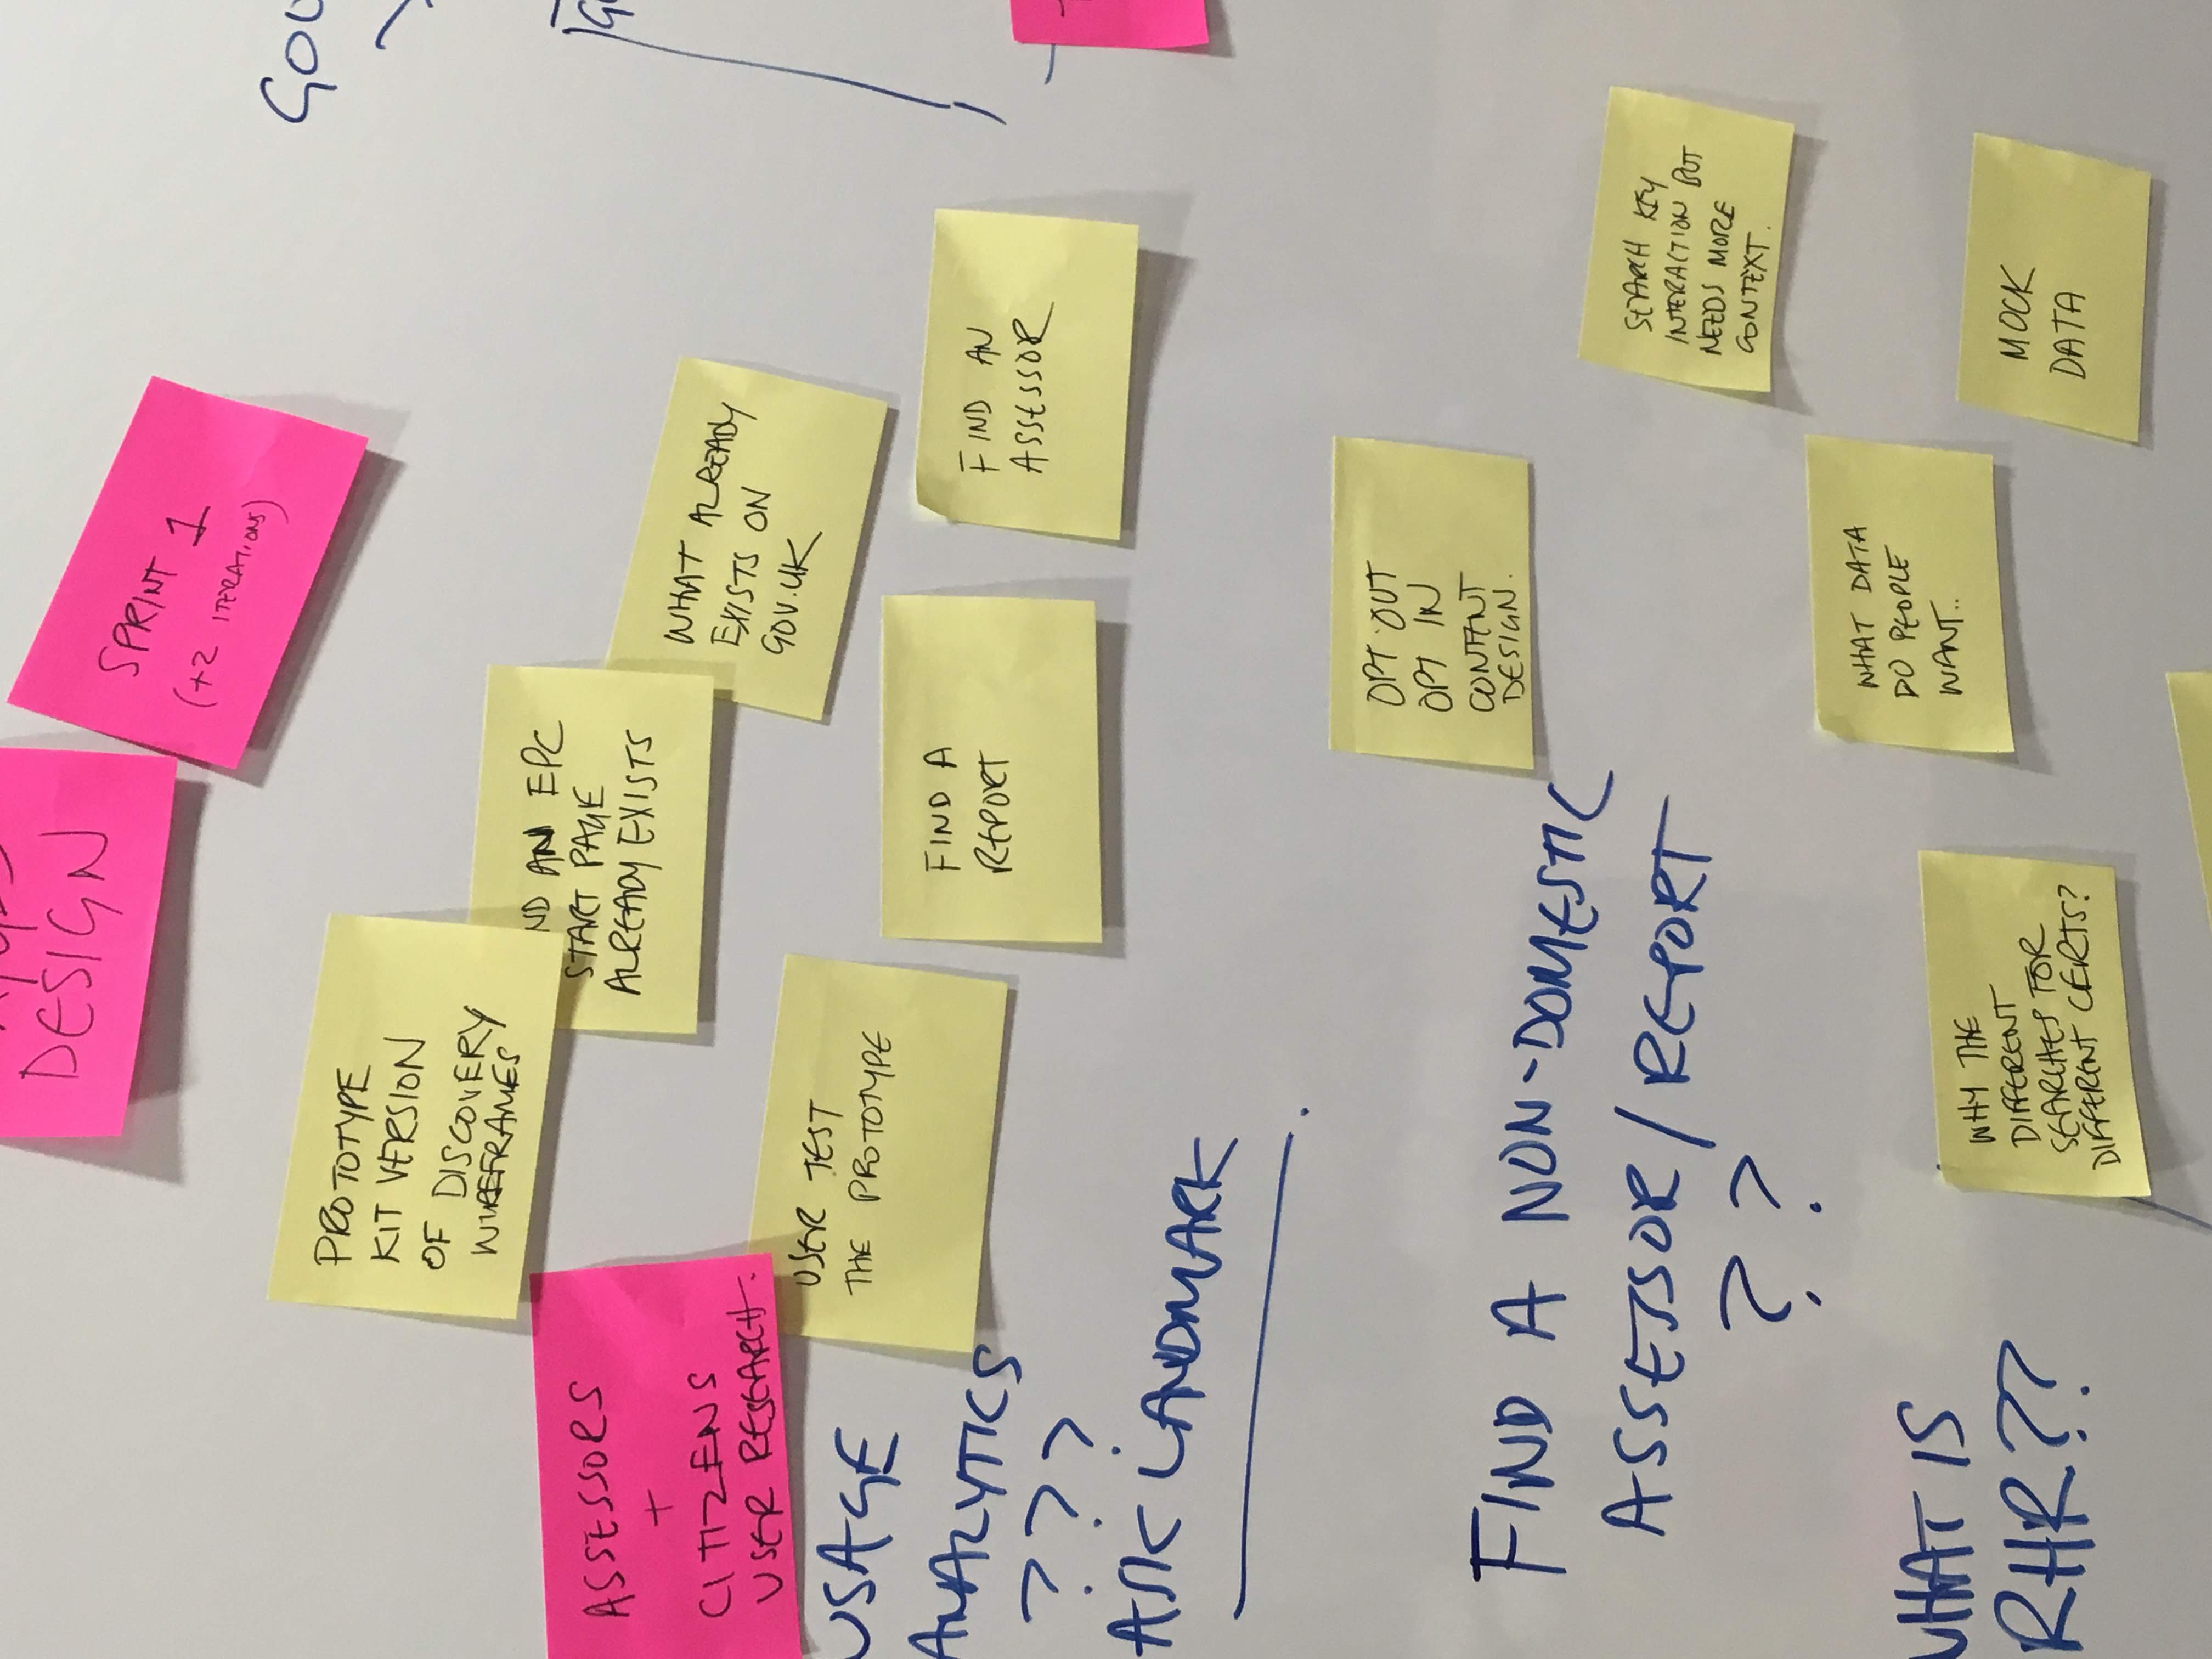 DESIGN
SPRINT 1
(+2 ITERATIONS)
PROTOTYPE
KIT VERSION
OF DISCOVERY
WIREFRAMES
ND AN EPC
START PAGE
ALREADY EXISTS
WHAT ALREADY
EXISTS ON
GOV.UK
ASSESSORS
+
CITIZENS
USER RESEARCH.
USER TEST
THE PROTOTYPE
FIND A
REPORT
FIND AN
ASSESSOR
USAGE
ANALYTICS
???
ASK LANDMARK
OPT OUT
OPT IN
CONTENT
DESIGN.
FIND A NON-DOMESTIC
ASSESSOR/REPORT
??
SEARCH KEY
INTERACTION BUT
NEEDS MORE
CONTEXT.
WHAT DATA
DO PEOPLE
WANT..
WHAT IS
RHR??
WHY THE
DIFFERENT
SEARCHES FOR
DIFFERENT CERTS?
MOCK
DATA